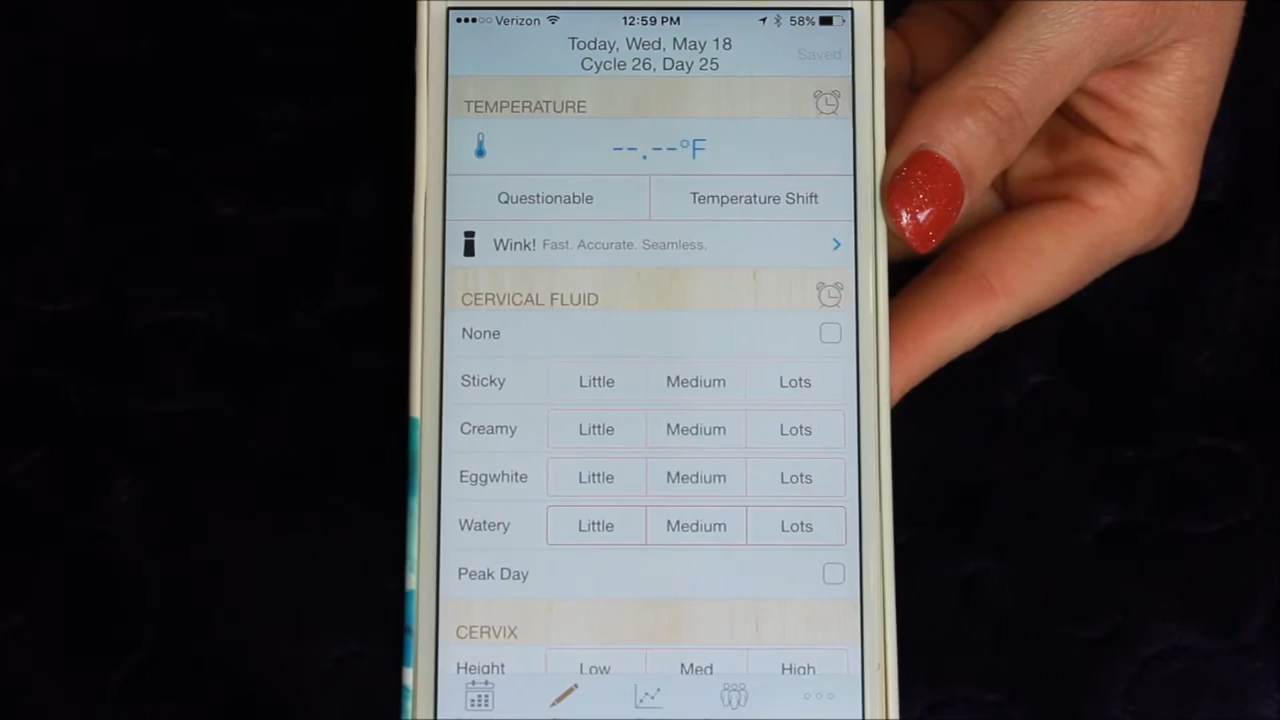 Verizon 12:59 PM 58%
Today, Wed, May 18
Cycle 26, Day 25
Saved
TEMPERATURE
--.--°F
Questionable Temperature Shift
Wink! Fast. Accurate. Seamless.
CERVICAL FLUID
None
Sticky Little Medium Lots
Creamy Little Medium Lots
Eggwhite Little Medium Lots
Watery Little Medium Lots
Peak Day
CERVIX
Height Low Med High